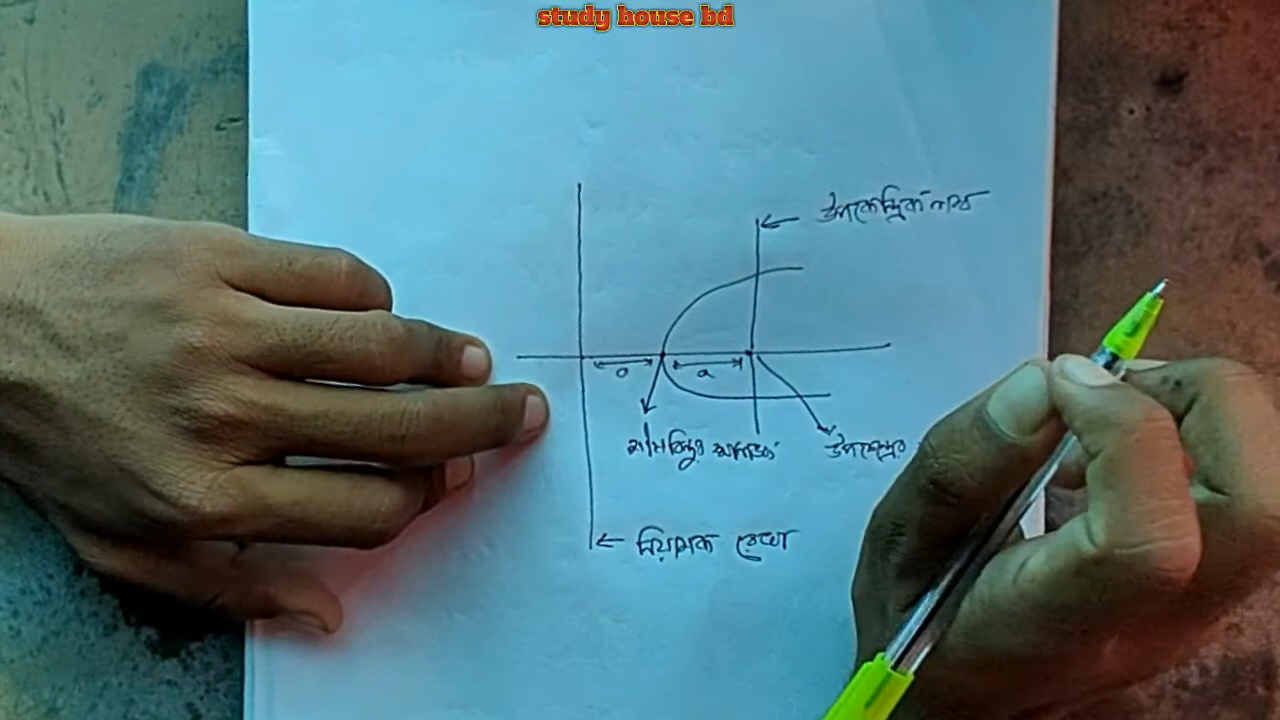 study house bd
উপকেন্দ্রিক লম্ব
a
a
শীর্ষবিন্দুর
উপকেন্দ্রের
← নিয়ামক রেখা